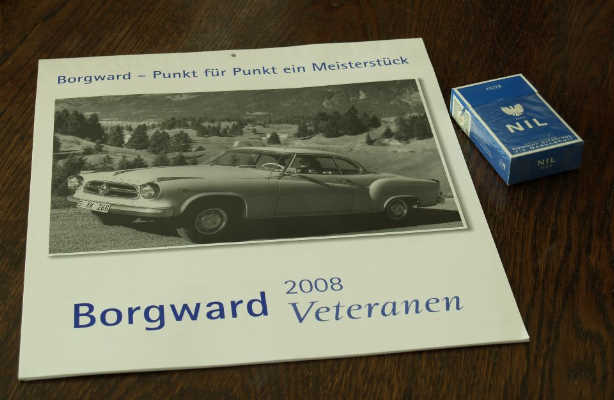 Borgward – Punkt für Punkt ein Meisterstück
Borgward
2008
Veteranen
NIL
NIL